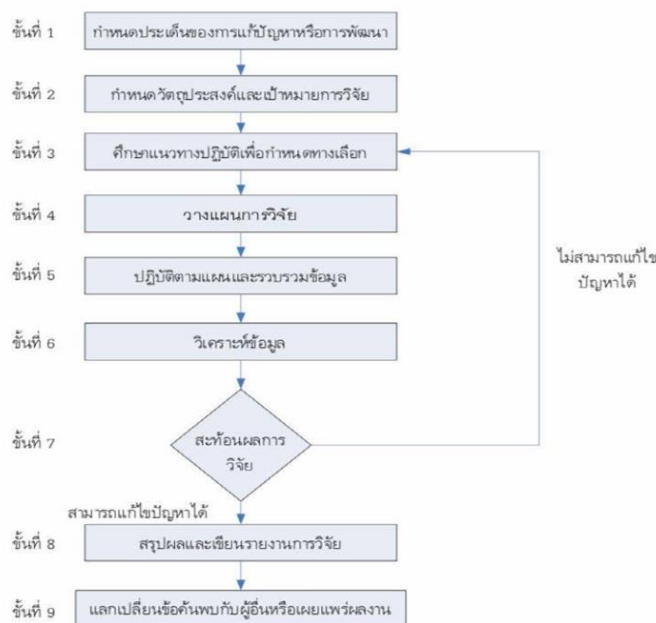 ขั้นที่ 1
กำหนดประเด็นของการแก้ปัญหาหรือการพัฒนา
ขั้นที่ 2
กำหนดวัตถุประสงค์และเป้าหมายการวิจัย
ขั้นที่ 3
ศึกษาแนวทางปฏิบัติเพื่อกำหนดทางเลือก
ขั้นที่ 4
วางแผนการวิจัย
ไม่สามารถแก้ไข
ปัญหาได้
ขั้นที่ 5
ปฏิบัติตามแผนและรวบรวมข้อมูล
ขั้นที่ 6
วิเคราะห์ข้อมูล
ขั้นที่ 7
สะท้อนผลการ
วิจัย
สามารถแก้ไขปัญหาได้
ขั้นที่ 8
สรุปผลและเขียนรายงานการวิจัย
ขั้นที่ 9
แลกเปลี่ยนข้อค้นพบกับผู้อื่นหรือเผยแพร่ผลงาน